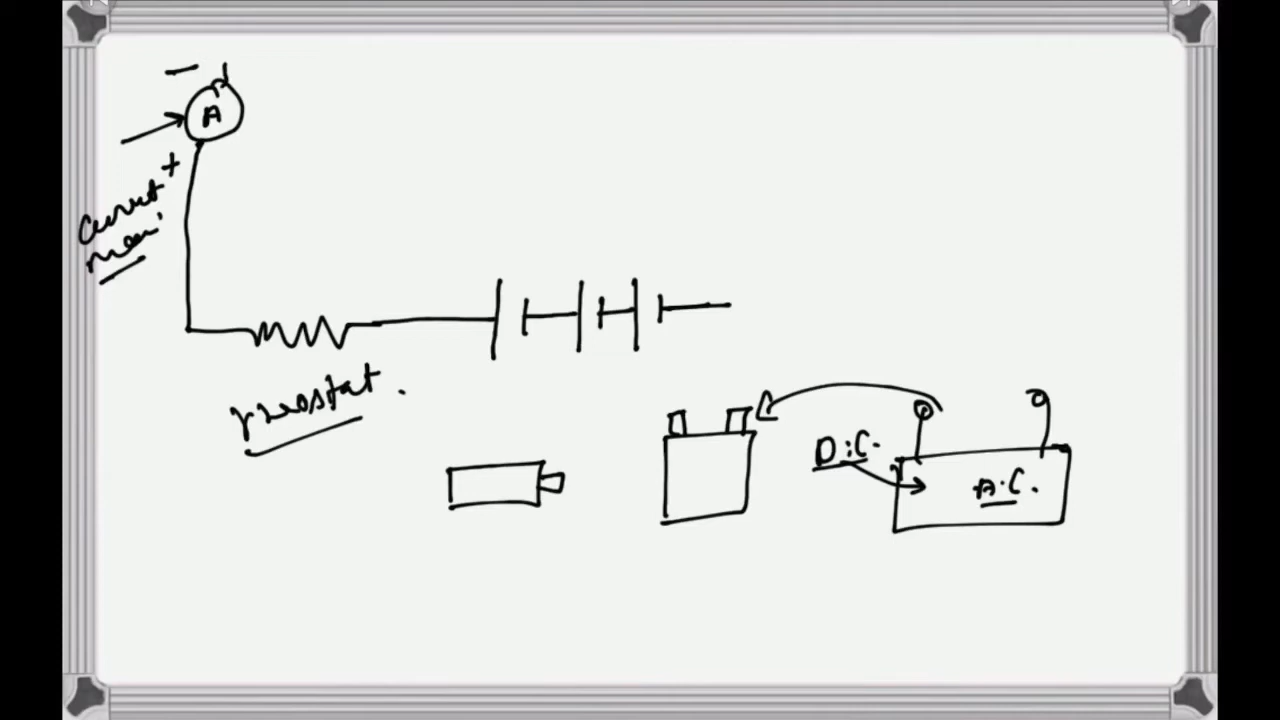 −
A
+
Current
rheostat.
D.C.
A.C.